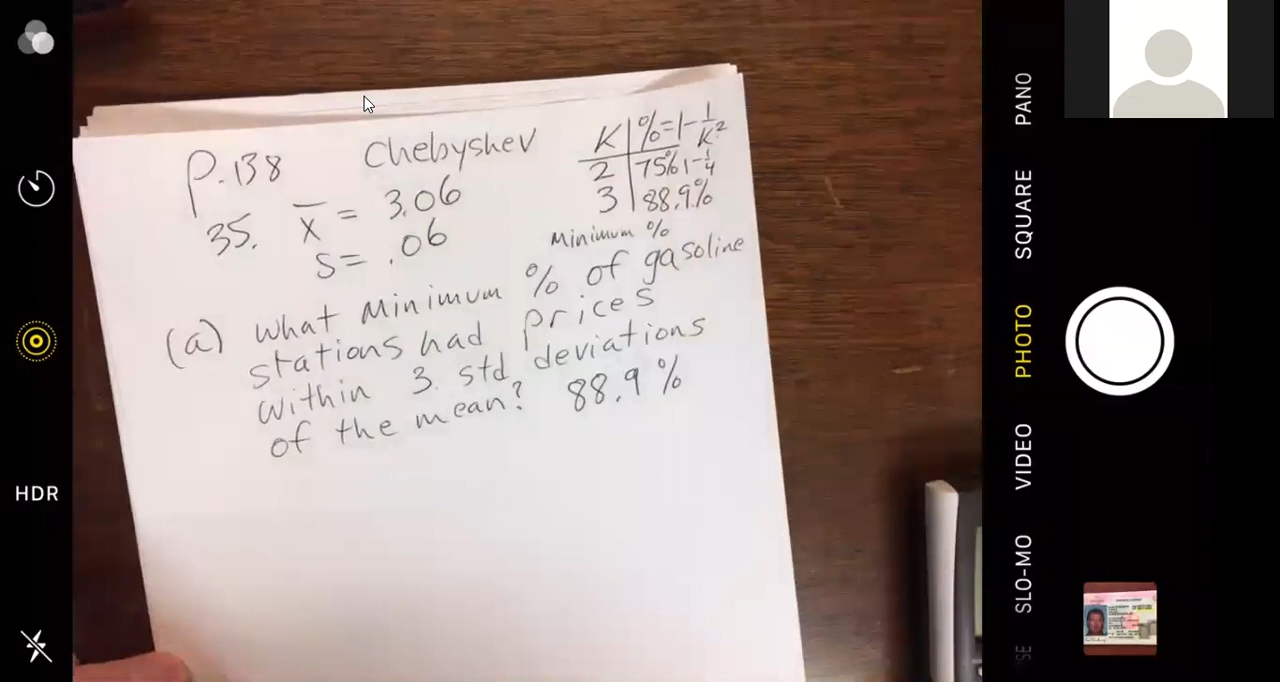 P.138 Chebyshev
K %=1-1/K²
2 75% 1-1/4
3 88.9%
Minimum %
35. x̄ = 3.06
s= .06
(a) What Minimum % of gasoline
stations had prices
within 3 std. deviations
of the mean? 88.9%
HDR
PANO
SQUARE
PHOTO
VIDEO
SLO-MO
SE